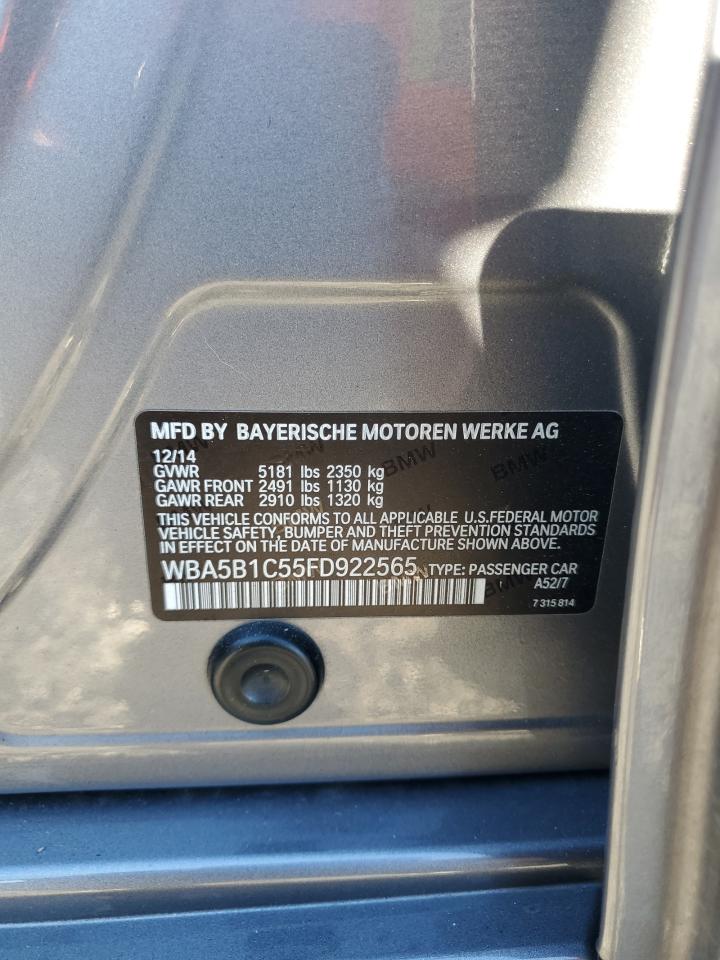 MFD BY BAYERISCHE MOTOREN WERKE AG
12/14
GVWR 5181 lbs 2350 kg
GAWR FRONT 2491 lbs 1130 kg
GAWR REAR 2910 lbs 1320 kg
THIS VEHICLE CONFORMS TO ALL APPLICABLE U.S.FEDERAL MOTOR
VEHICLE SAFETY, BUMPER AND THEFT PREVENTION STANDARDS
IN EFFECT ON DATE OF MANUFACTURE SHOWN ABOVE.
WBA5B1C55FD922565 TYPE: PASSENGER CAR
A52/7
7 315 814
BMW
BMW